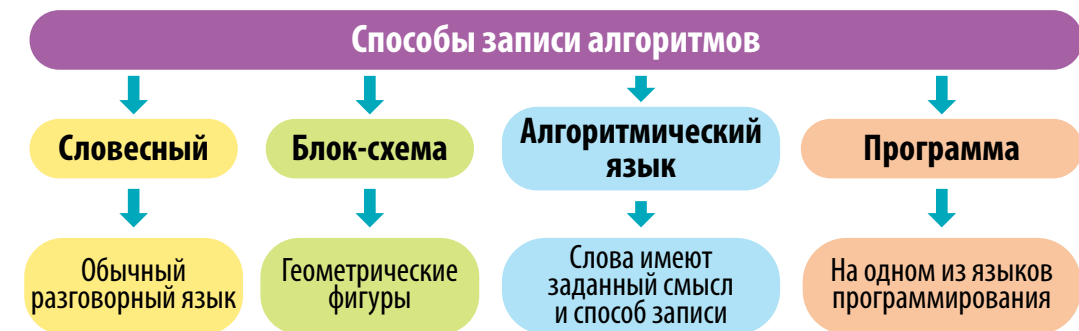 Способы записи алгоритмов
Словесный
Блок-схема
Алгоритмический
язык
Программа
Обычный
разговорный язык
Геометрические
фигуры
Слова имеют
заданный смысл
и способ записи
На одном из языков
программирования